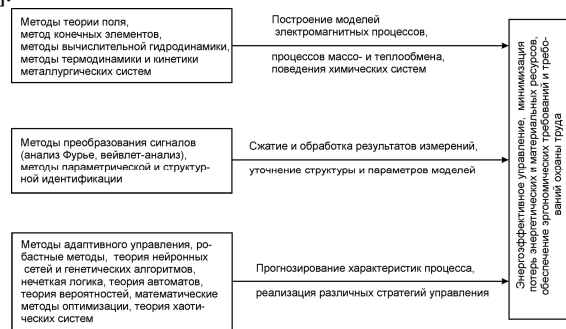 Методы теории поля,
метод конечных элементов,
методы вычислительной гидродинамики,
методы термодинамики и кинетики
металлургических систем
Построение моделей
электромагнитных процессов,
процессов массо- и теплообмена,
поведения химических систем
Методы преобразования сигналов
(анализ Фурье, вейвлет-анализ),
методы параметрической и структур-
ной идентификации
Сжатие и обработка результатов измерений,
уточнение структуры и параметров моделей
Методы адаптивного управления, ро-
бастные методы, теория нейронных
сетей и генетических алгоритмов,
нечеткая логика, теория автоматов,
теория вероятностей, математические
методы оптимизации, теория хаоти-
ческих систем
Прогнозирование характеристик процесса,
реализация различных стратегий управления
Энергоэффективное управление, минимизация
потерь энергетических и материальных ресурсов,
обеспечение эргономических требований и требо-
ваний охраны труда